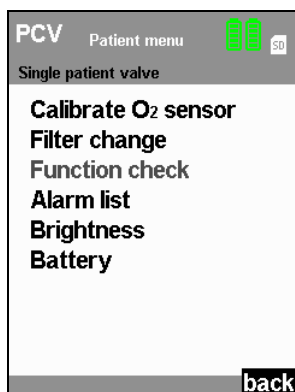 PCV Patient menu SD
Single patient valve
Calibrate O2 sensor
Filter change
Function check
Alarm list
Brightness
Battery
back